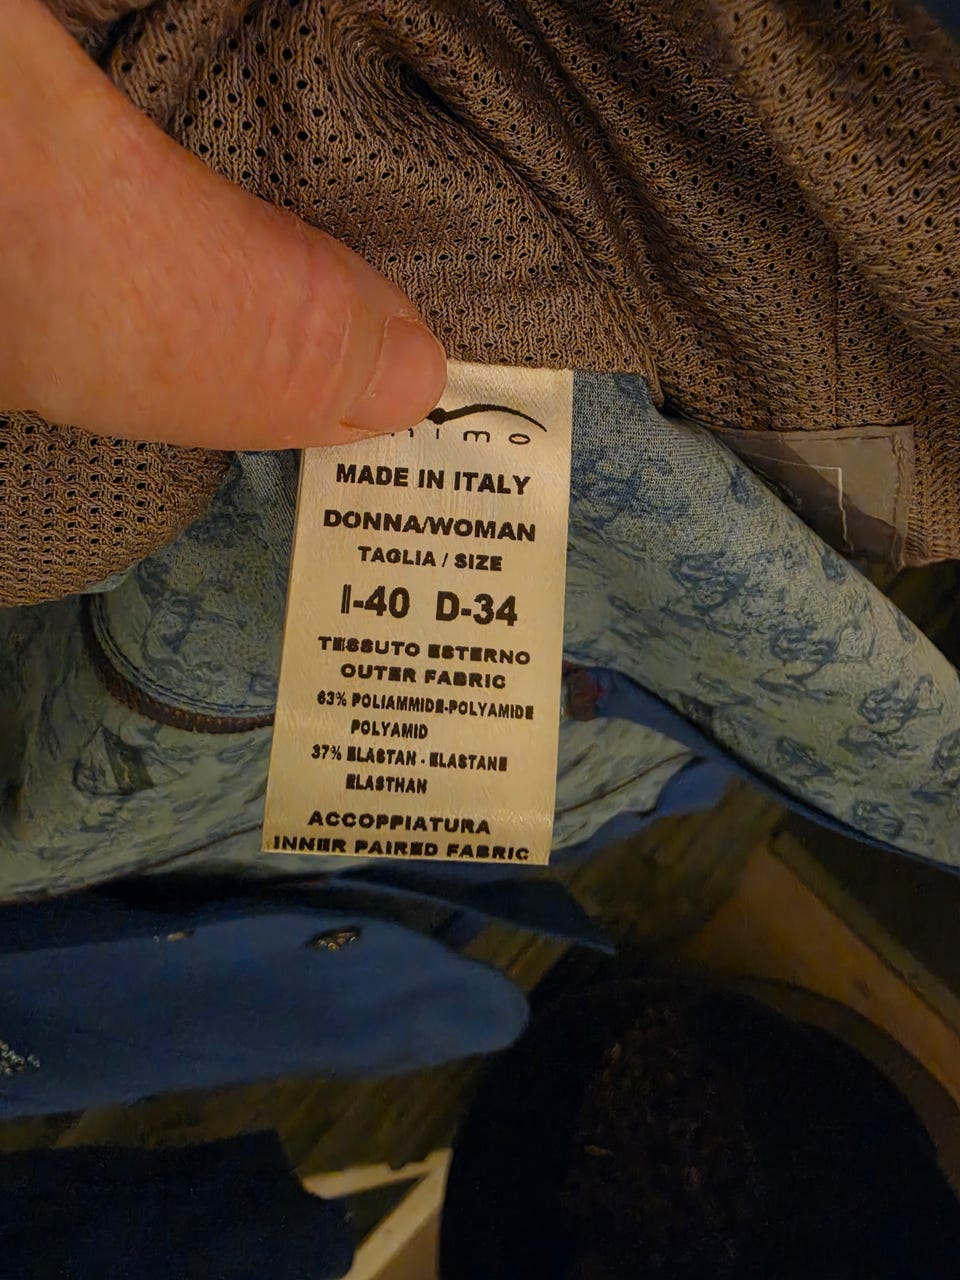 nimo
MADE IN ITALY
DONNA/WOMAN
TAGLIA / SIZE
I-40 D-34
TESSUTO ESTERNO
OUTER FABRIC
63% POLIAMMIDE-POLYAMIDE
POLYAMID
37% ELASTAN - ELASTANE
ELASTHAN
ACCOPPIATURA
INNER PAIRED FABRIC